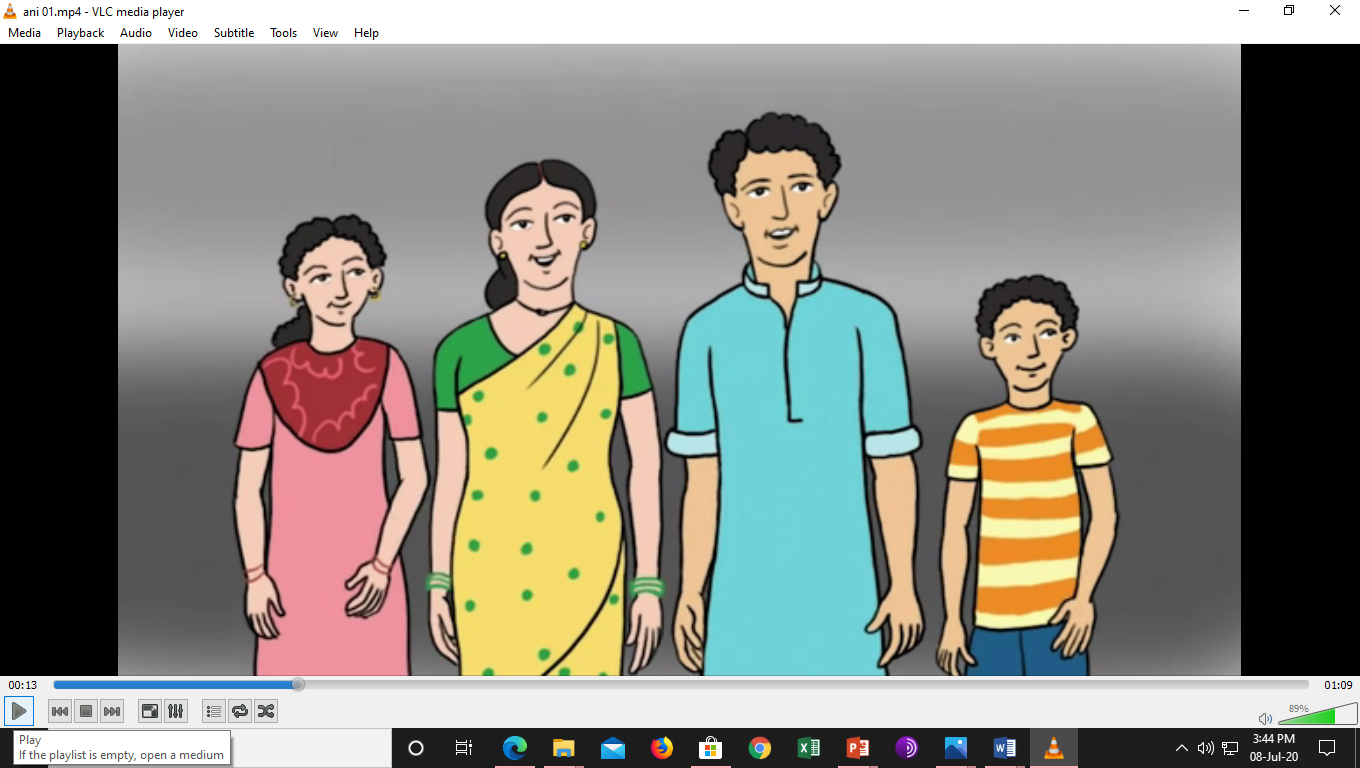 ani 01.mp4 - VLC media player
Media Playback Audio Video Subtitle Tools View Help
00:13 01:09
89%
Play
If the playlist is empty, open a medium
3:44 PM
08-Jul-20